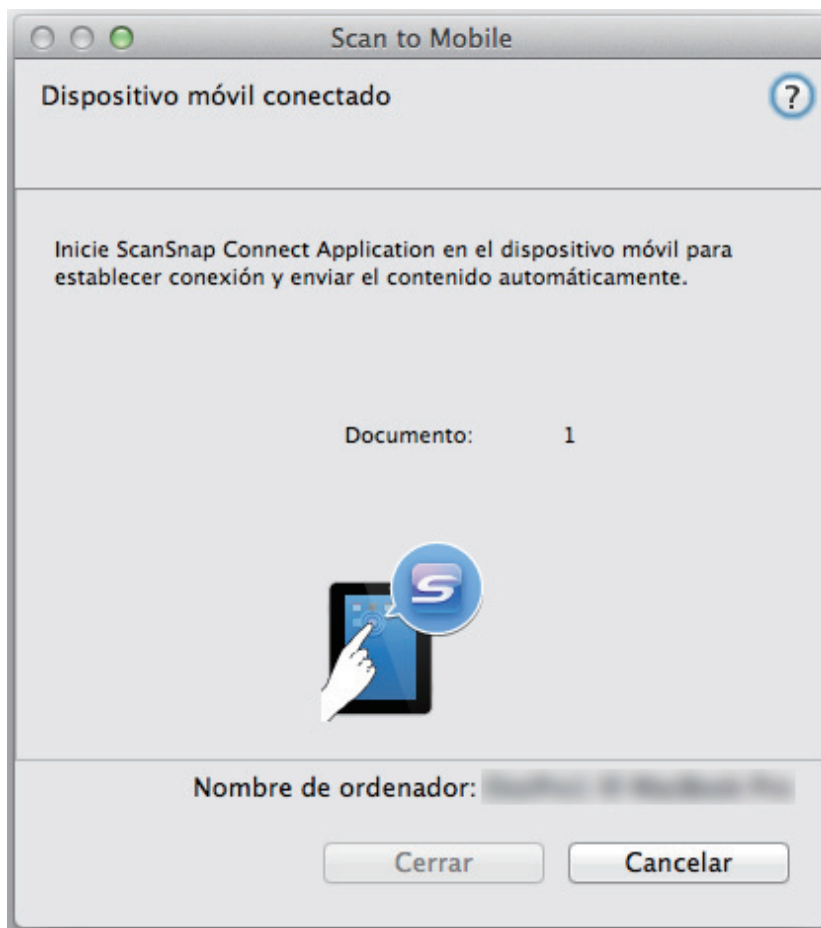 Scan to Mobile
Dispositivo móvil conectado
?
Inicie ScanSnap Connect Application en el dispositivo móvil para
establecer conexión y enviar el contenido automáticamente.
Documento: 1
S
Nombre de ordenador:
Cerrar
Cancelar